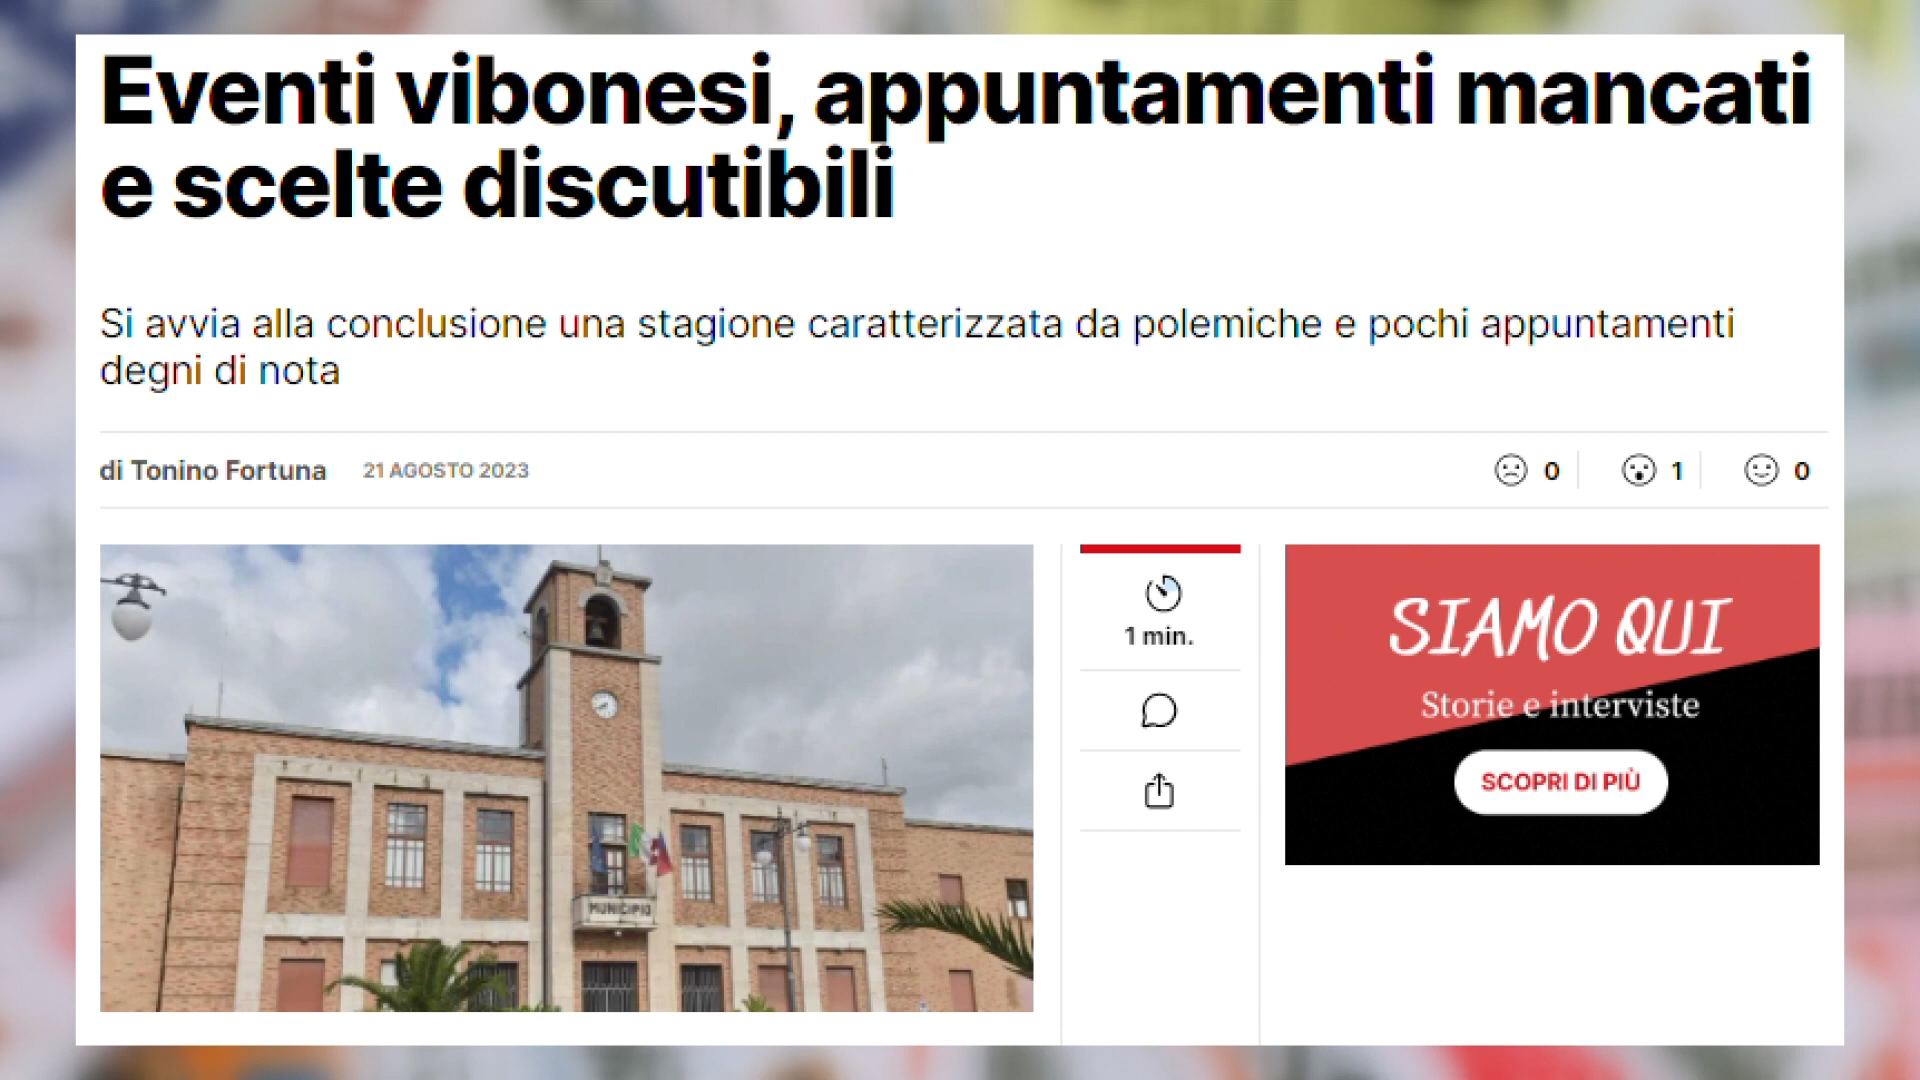 Eventi vibonesi, appuntamenti mancati
e scelte discutibili
Si avvia alla conclusione una stagione caratterizzata da polemiche e pochi appuntamenti
degni di nota
di Tonino Fortuna 21 AGOSTO 2023
0 1 0
MUNICIPIO
1 min.
SIAMO QUI
Storie e interviste
SCOPRI DI PIÙ